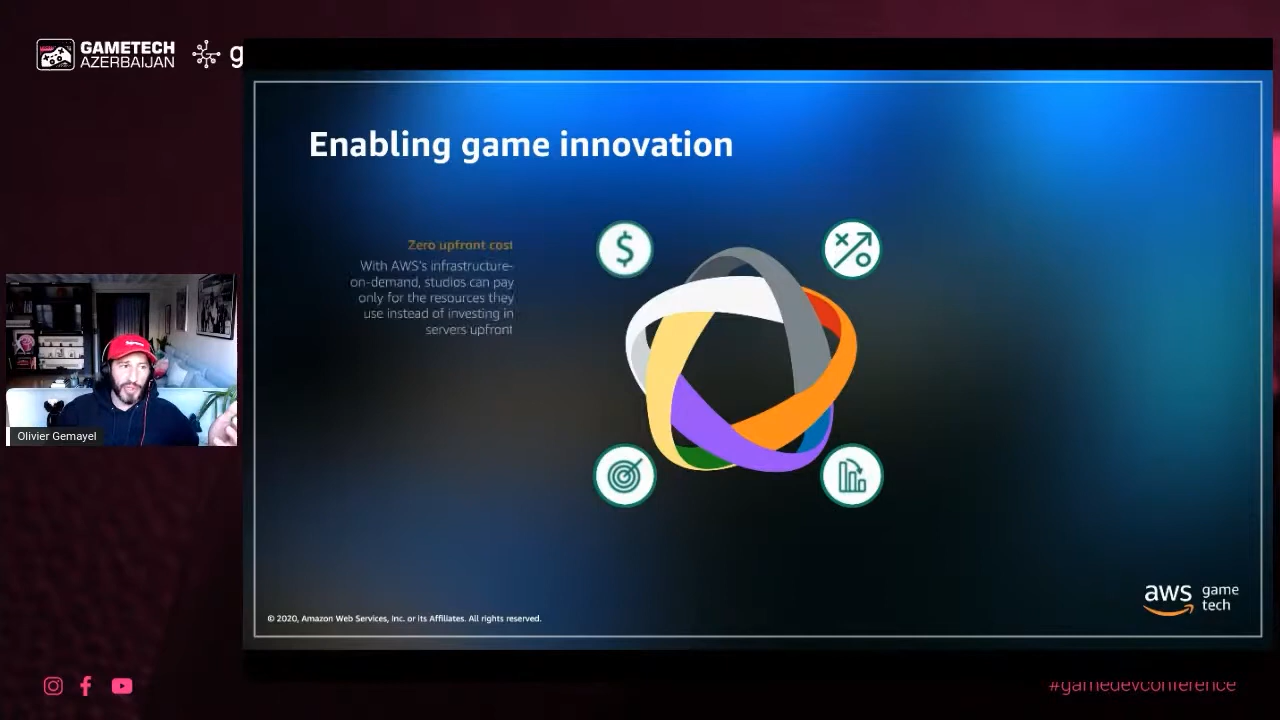 GAMETECH
AZERBAIJAN
g
Enabling game innovation
Zero upfront cost
With AWS's infrastructure-
on-demand, studios can pay
only for the resources they
use instead of investing in
servers upfront
$
Olivier Gemayel
aws game
tech
© 2020, Amazon Web Services, Inc. or its Affiliates. All rights reserved.
#gamedevconference